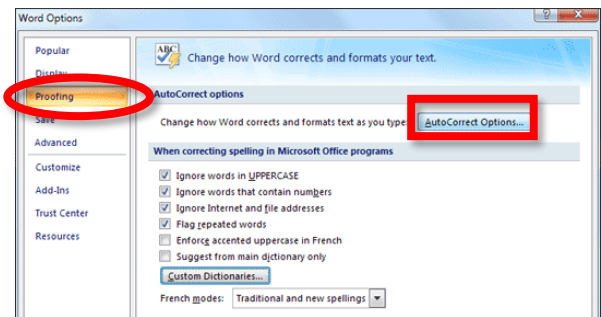 Word Options
Popular
Display
Proofing
Save
Advanced
Customize
Add-Ins
Trust Center
Resources
ABC
Change how Word corrects and formats your text.
AutoCorrect options
Change how Word corrects and formats text as you type: AutoCorrect Options...
When correcting spelling in Microsoft Office programs
Ignore words in UPPERCASE
Ignore words that contain numbers
Ignore Internet and file addresses
Flag repeated words
Enforce accented uppercase in French
Suggest from main dictionary only
Custom Dictionaries...
French modes: Traditional and new spellings